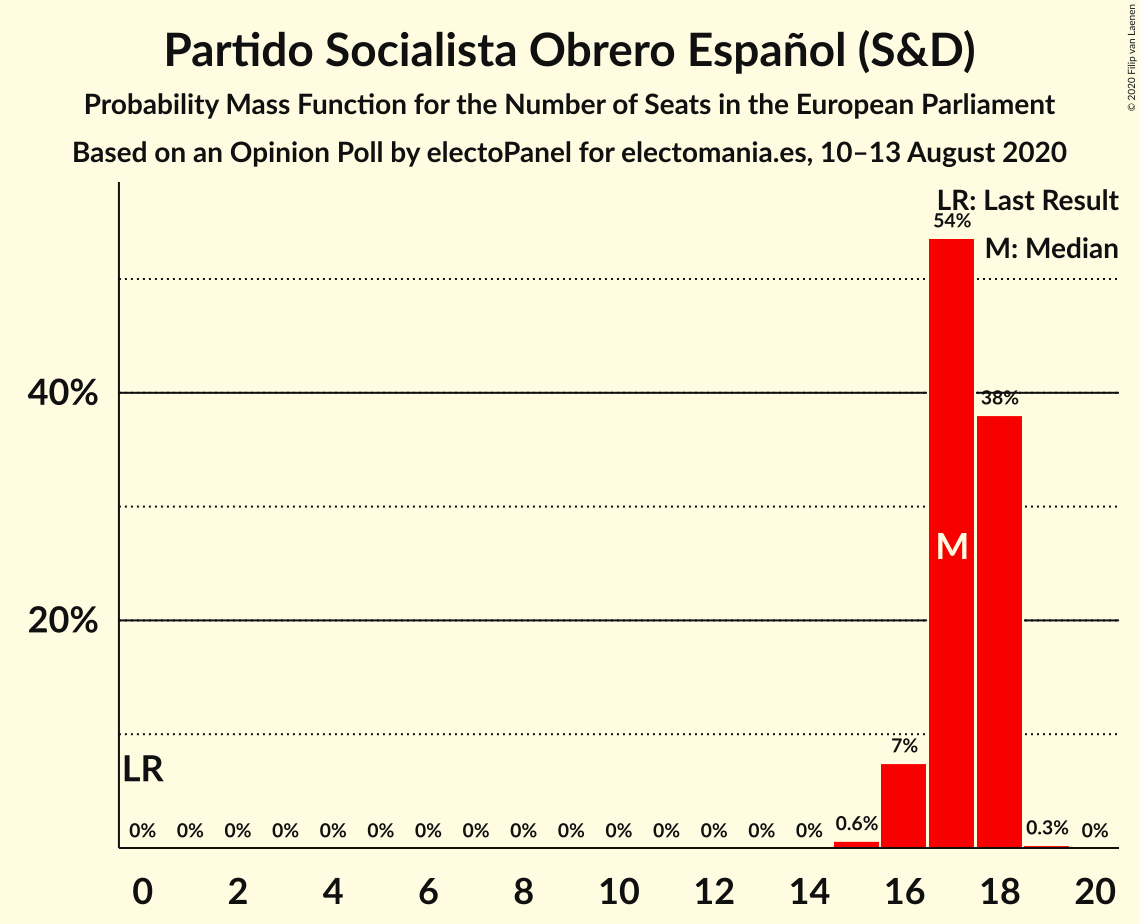 Partido Socialista Obrero Español (S&D)
Probability Mass Function for the Number of Seats in the European Parliament
Based on an Opinion Poll by electoPanel for electomania.es, 10–13 August 2020
© 2020 Filip van Laenen
LR: Last Result
M: Median
54%
40%
38%
M
20%
7%
LR
0% 0% 0% 0% 0% 0% 0% 0% 0% 0% 0% 0% 0% 0% 0% 0.6% 0.3% 0%
0 2 4 6 8 10 12 14 16 18 20